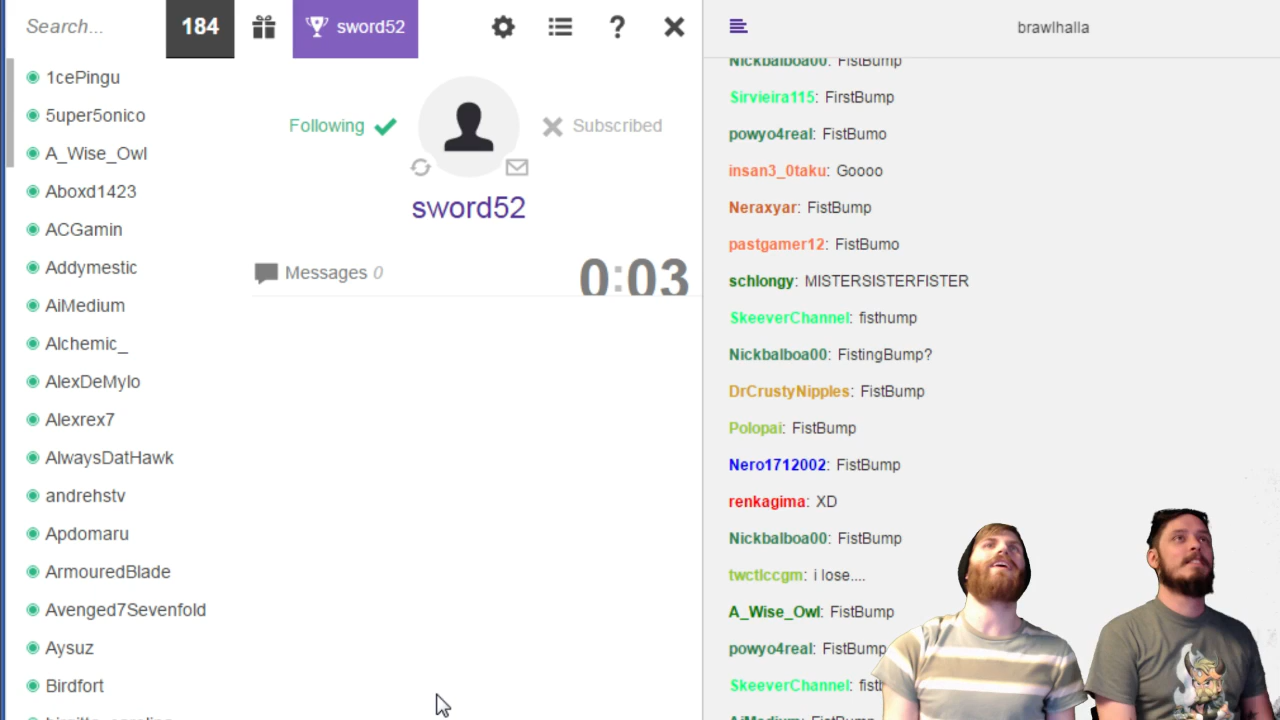 Search...
184
sword52
?
1cePingu
5uper5onico
A_Wise_Owl
Aboxd1423
ACGamin
Addymestic
AiMedium
Alchemic_
AlexDeMylo
Alexrex7
AlwaysDatHawk
andrehstv
Apdomaru
ArmouredBlade
Avenged7Sevenfold
Aysuz
Birdfort
Following
Subscribed
sword52
Messages 0
0:03
brawlhalla
Nickbalboa00: FistBump
Sirvieira115: FirstBump
powyo4real: FistBumo
insan3_0taku: Goooo
Neraxyar: FistBump
pastgamer12: FistBumo
schlongy: MISTERSISTERFISTER
SkeeverChannel: fisthump
Nickbalboa00: FistingBump?
DrCrustyNipples: FistBump
Polopai: FistBump
Nero1712002: FistBump
renkagima: XD
Nickbalboa00: FistBump
twctlccgm: i lose....
A_Wise_Owl: FistBump
powyo4real: FistBump
SkeeverChannel:
AiMedium: FistBump